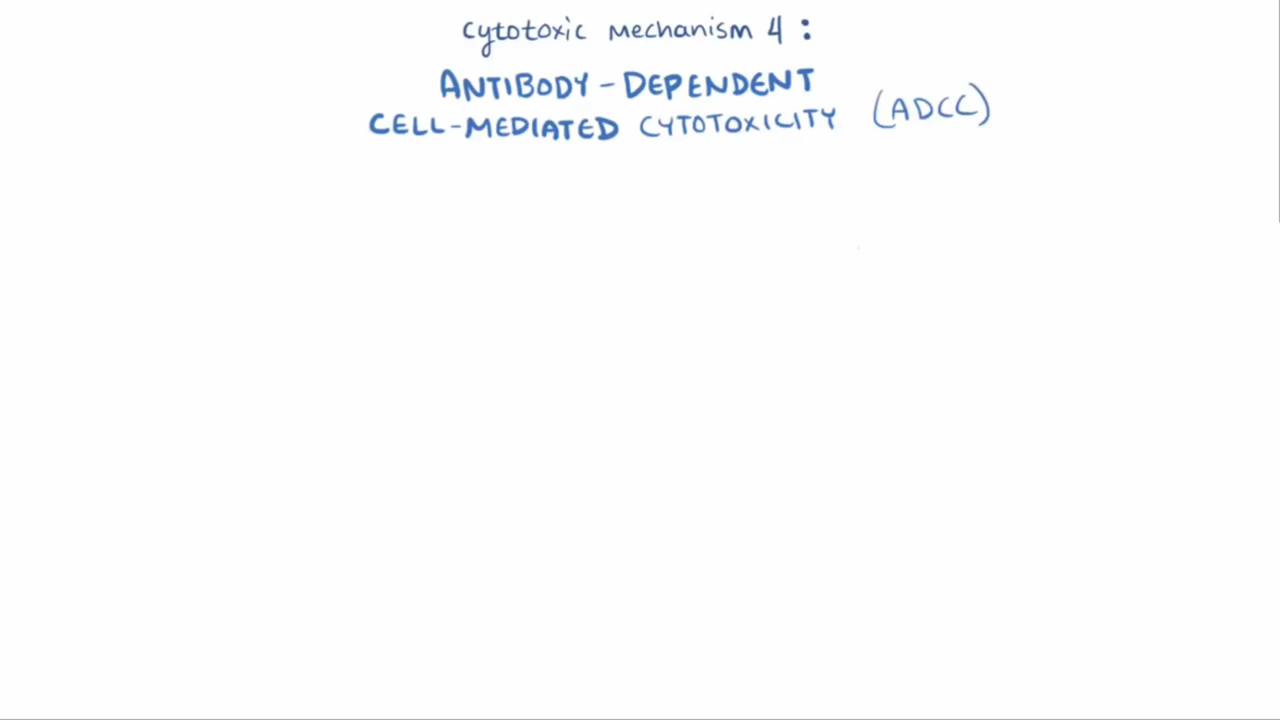 cytotoxic mechanism 4 :
ANTIBODY - DEPENDENT
CELL-MEDIATED CYTOTOXICITY (ADCC)